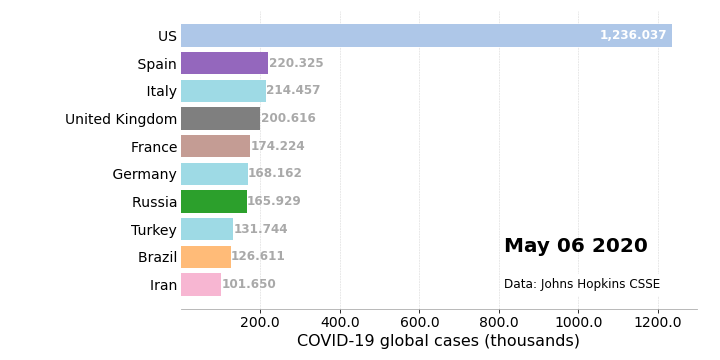 US 1,236.037
Spain 220.325
Italy 214.457
United Kingdom 200.616
France 174.224
Germany 168.162
Russia 165.929
Turkey 131.744
Brazil 126.611
Iran 101.650
May 06 2020
Data: Johns Hopkins CSSE
200.0 400.0 600.0 800.0 1000.0 1200.0
COVID-19 global cases (thousands)